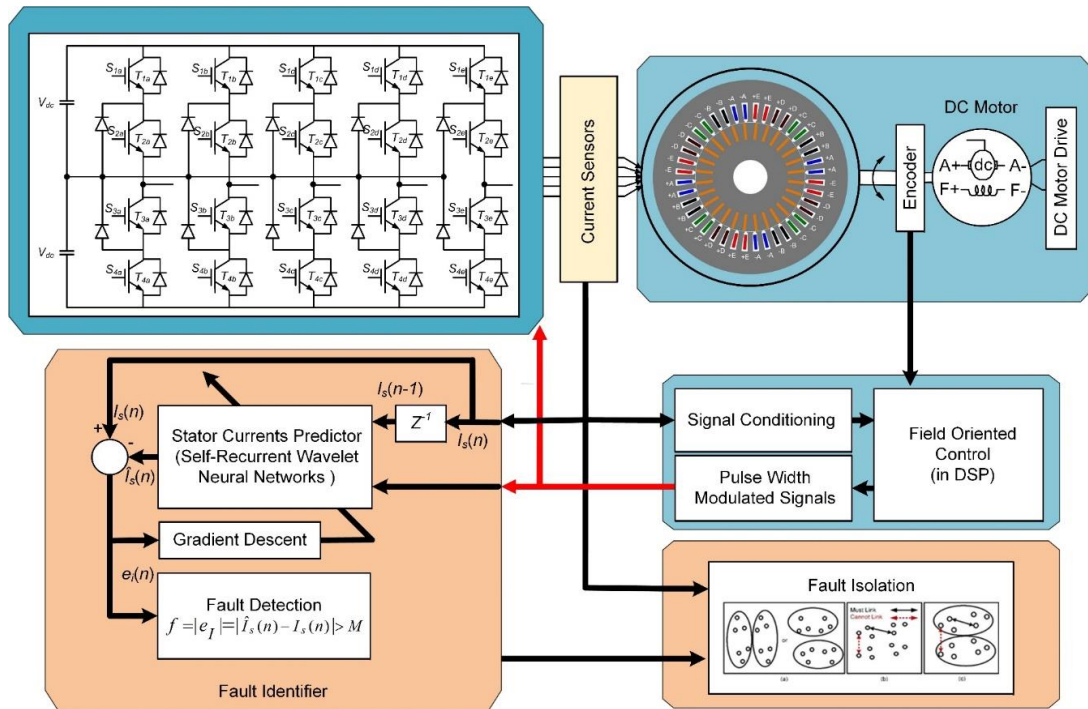 S1a T1a S1b T1b S1d T1c S1d T1d S1e T1e
Vdc
S2a T2a S2b T2b S2d T2c S2d T2d S2e T2e
S3a T3a S3b T3b S3c T3c S3d T3d S3e T3e
Vdc
S4a T4a S4b T4b S4c T4c S4d T4d S4e T4e
Current Sensors
-A +E
Encoder
DC Motor
A+ dc A-
F+ F-
DC Motor Drive
Is(n-1)
Is(n)
+
-
Z-1
Is(n)
Îs(n)
Stator Currents Predictor
(Self-Recurrent Wavelet
Neural Networks )
Gradient Descent
ei(n)
Fault Detection
f =|eI|=|Îs(n)−Is(n)|> M
Fault Identifier
Signal Conditioning
Pulse Width
Modulated Signals
Field Oriented
Control
(in DSP)
Fault Isolation
or
Must Link
Cannot Link
(a)
(b)
(c)